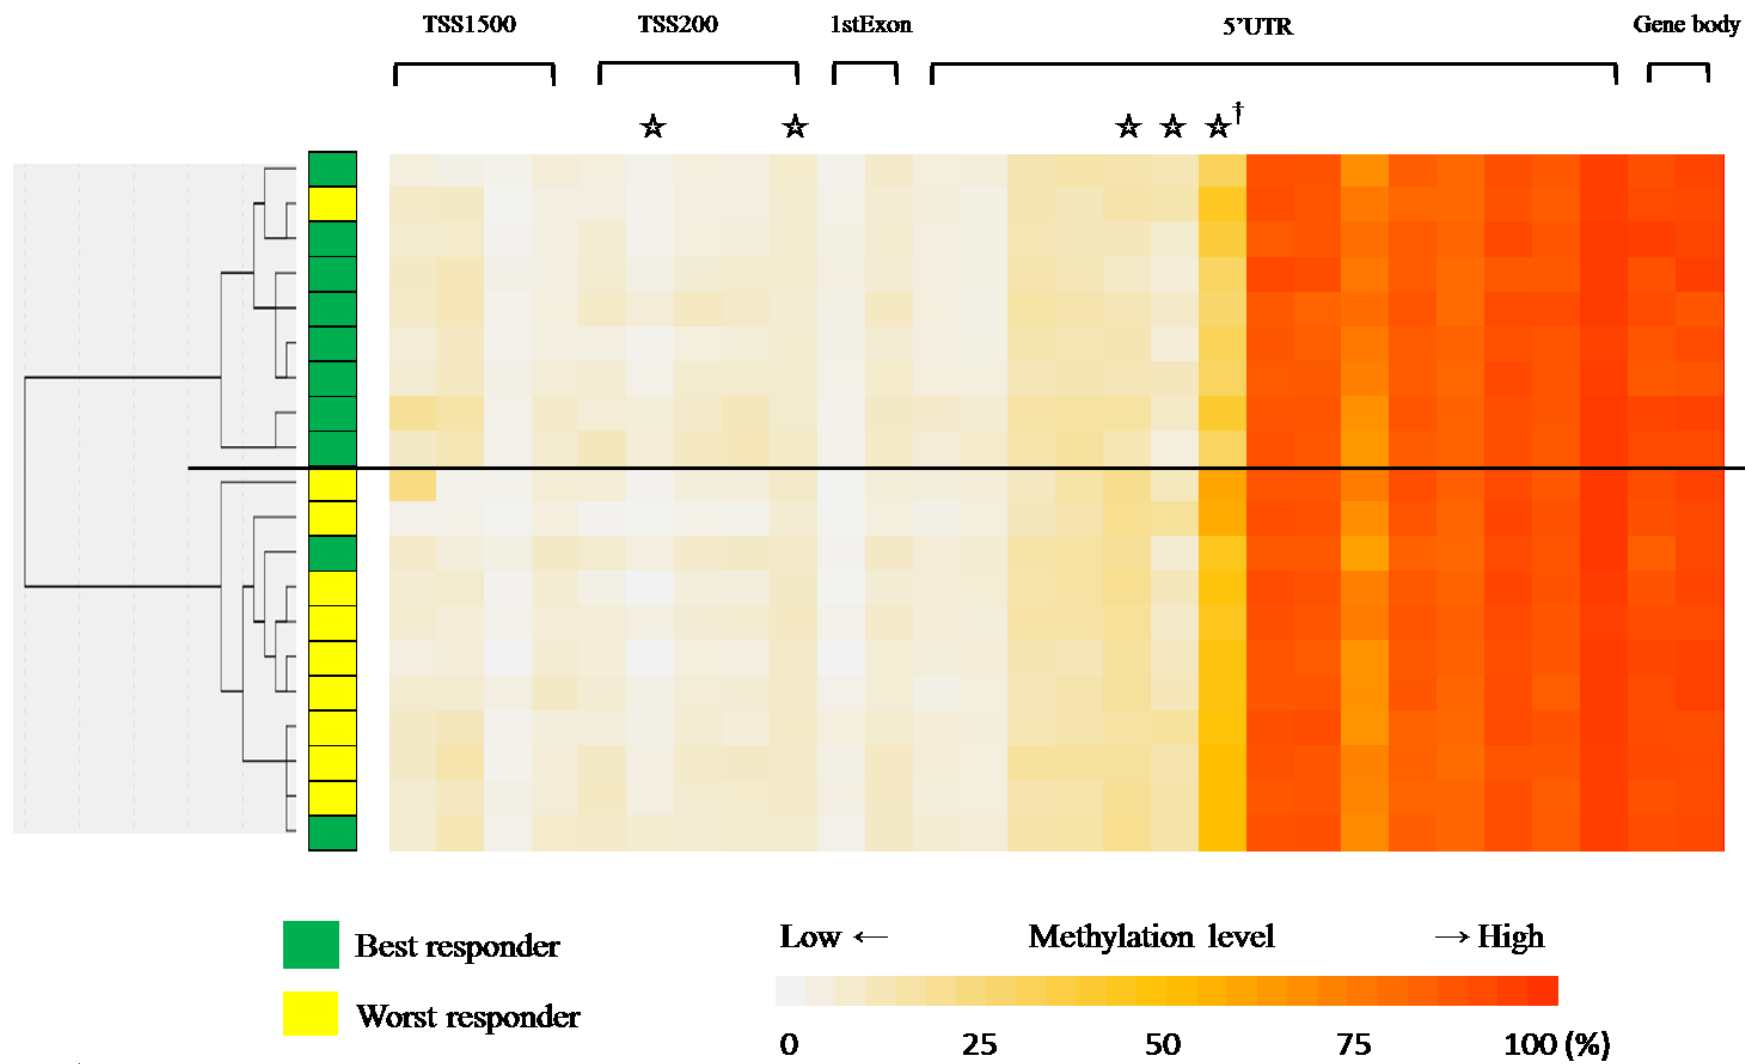 TSS1500 TSS200 1stExon 5'UTR Gene body
☆ ☆ ☆ ☆ ☆†
Best responder
Worst responder
Low ← Methylation level → High
0 25 50 75 100 (%)